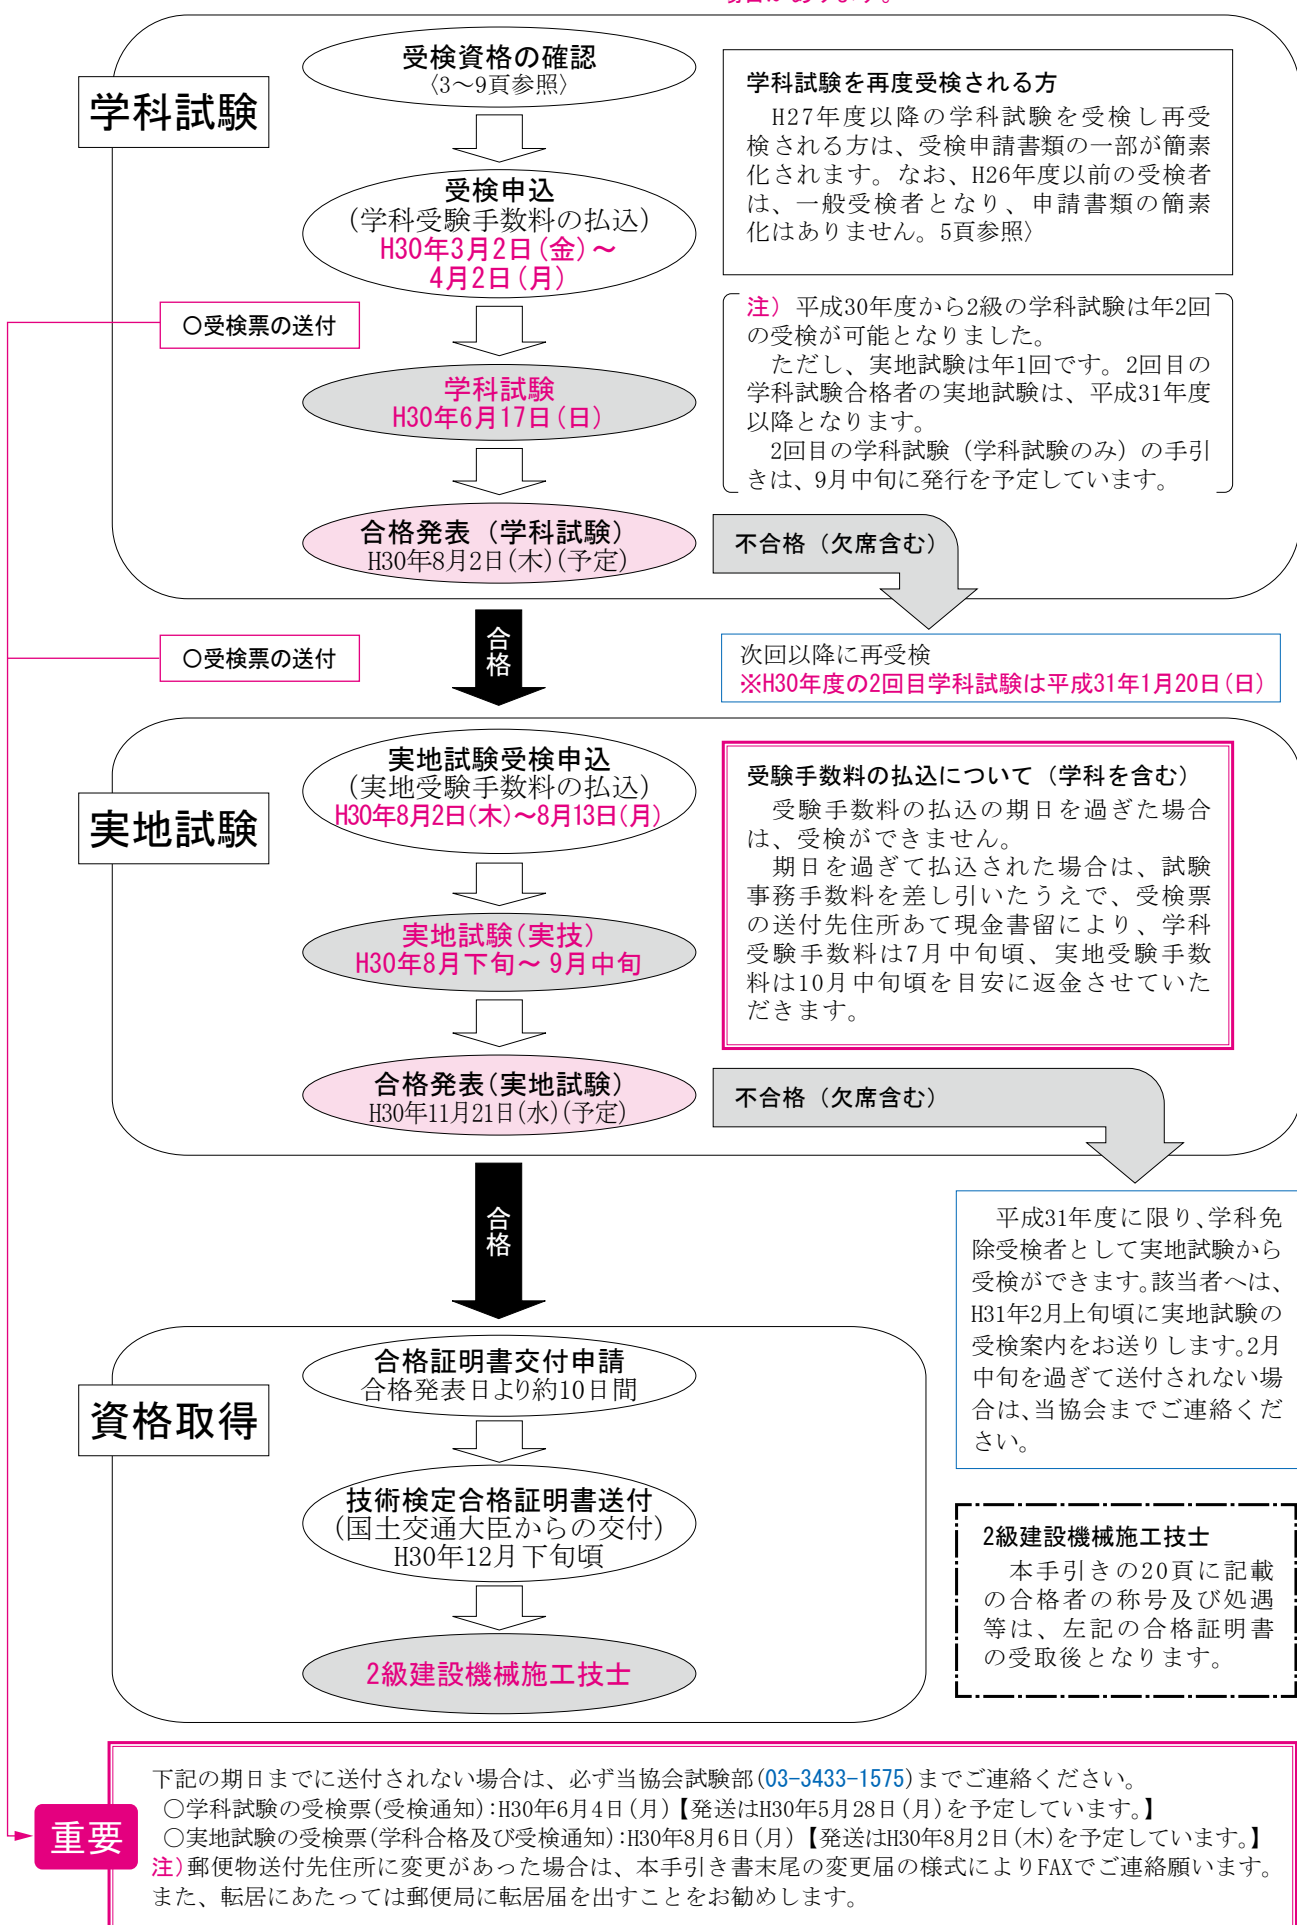 場合があります。
学科試験
受検資格の確認
〈3～9頁参照〉
受検申込
(学科受験手数料の払込)
H30年3月2日(金)～
4月2日(月)
○受検票の送付
学科試験
H30年6月17日(日)
合格発表（学科試験）
H30年8月2日(木)(予定)
学科試験を再度受検される方
H27年度以降の学科試験を受検し再受
検される方は、受検申請書類の一部が簡素
化されます。なお、H26年度以前の受検者
は、一般受検者となり、申請書類の簡素
化はありません。5頁参照〉
注）平成30年度から2級の学科試験は年2回
の受検が可能となりました。
ただし、実地試験は年1回です。2回目の
学科試験合格者の実地試験は、平成31年度
以降となります。
2回目の学科試験（学科試験のみ）の手引
きは、9月中旬に発行を予定しています。
不合格（欠席含む）
合格
○受検票の送付
次回以降に再受検
※H30年度の2回目学科試験は平成31年1月20日(日)
実地試験
実地試験受検申込
(実地受験手数料の払込)
H30年8月2日(木)～8月13日(月)
実地試験(実技)
H30年8月下旬～ 9月中旬
合格発表(実地試験)
H30年11月21日(水)(予定)
受験手数料の払込について（学科を含む）
受験手数料の払込の期日を過ぎた場合
は、受検ができません。
期日を過ぎて払込された場合は、試験
事務手数料を差し引いたうえで、受検票
の送付先住所あて現金書留により、学科
受験手数料は7月中旬頃、実地受験手数
料は10月中旬頃を目安に返金させていた
だきます。
不合格（欠席含む）
合格
平成31年度に限り、学科免
除受検者として実地試験から
受検ができます。該当者へは、
H31年2月上旬頃に実地試験の
受検案内をお送りします。2月
中旬を過ぎて送付されない場
合は、当協会までご連絡くだ
さい。
資格取得
合格証明書交付申請
合格発表日より約10日間
技術検定合格証明書送付
(国土交通大臣からの交付)
H30年12月下旬頃
2級建設機械施工技士
2級建設機械施工技士
本手引きの20頁に記載
の合格者の称号及び処遇
等は、左記の合格証明書
の受取後となります。
重要
下記の期日までに送付されない場合は、必ず当協会試験部(03-3433-1575)までご連絡ください。
○学科試験の受検票(受検通知):H30年6月4日(月)【発送はH30年5月28日(月)を予定しています。】
○実地試験の受検票(学科合格及び受検通知):H30年8月6日(月)【発送はH30年8月2日(木)を予定しています。】
注)郵便物送付先住所に変更があった場合は、本手引き書末尾の変更届の様式によりFAXでご連絡願います。
また、転居にあたっては郵便局に転居届を出すことをお勧めします。